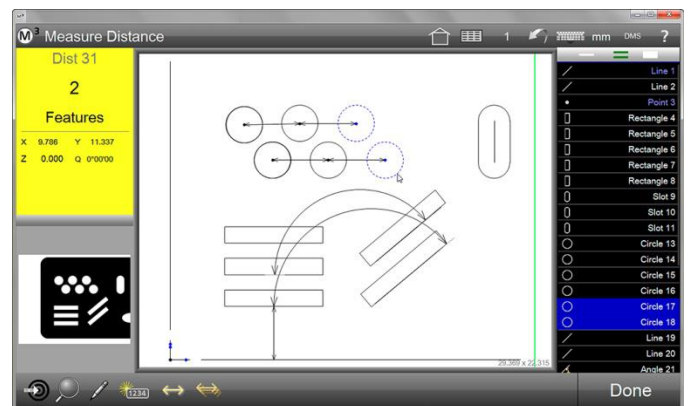 M3 Measure Distance
1
mm
DMS
?
Dist 31
2
Features
X 9.786 Y 11.337
Z 0.000 Q 0°00'00
29.369 x 22.315
Line 1
Line 2
Point 3
Rectangle 4
Rectangle 5
Rectangle 6
Rectangle 7
Rectangle 8
Slot 9
Slot 10
Slot 11
Circle 13
Circle 14
Circle 15
Circle 16
Circle 17
Circle 18
Line 19
Line 20
Angle 21
1234
Done